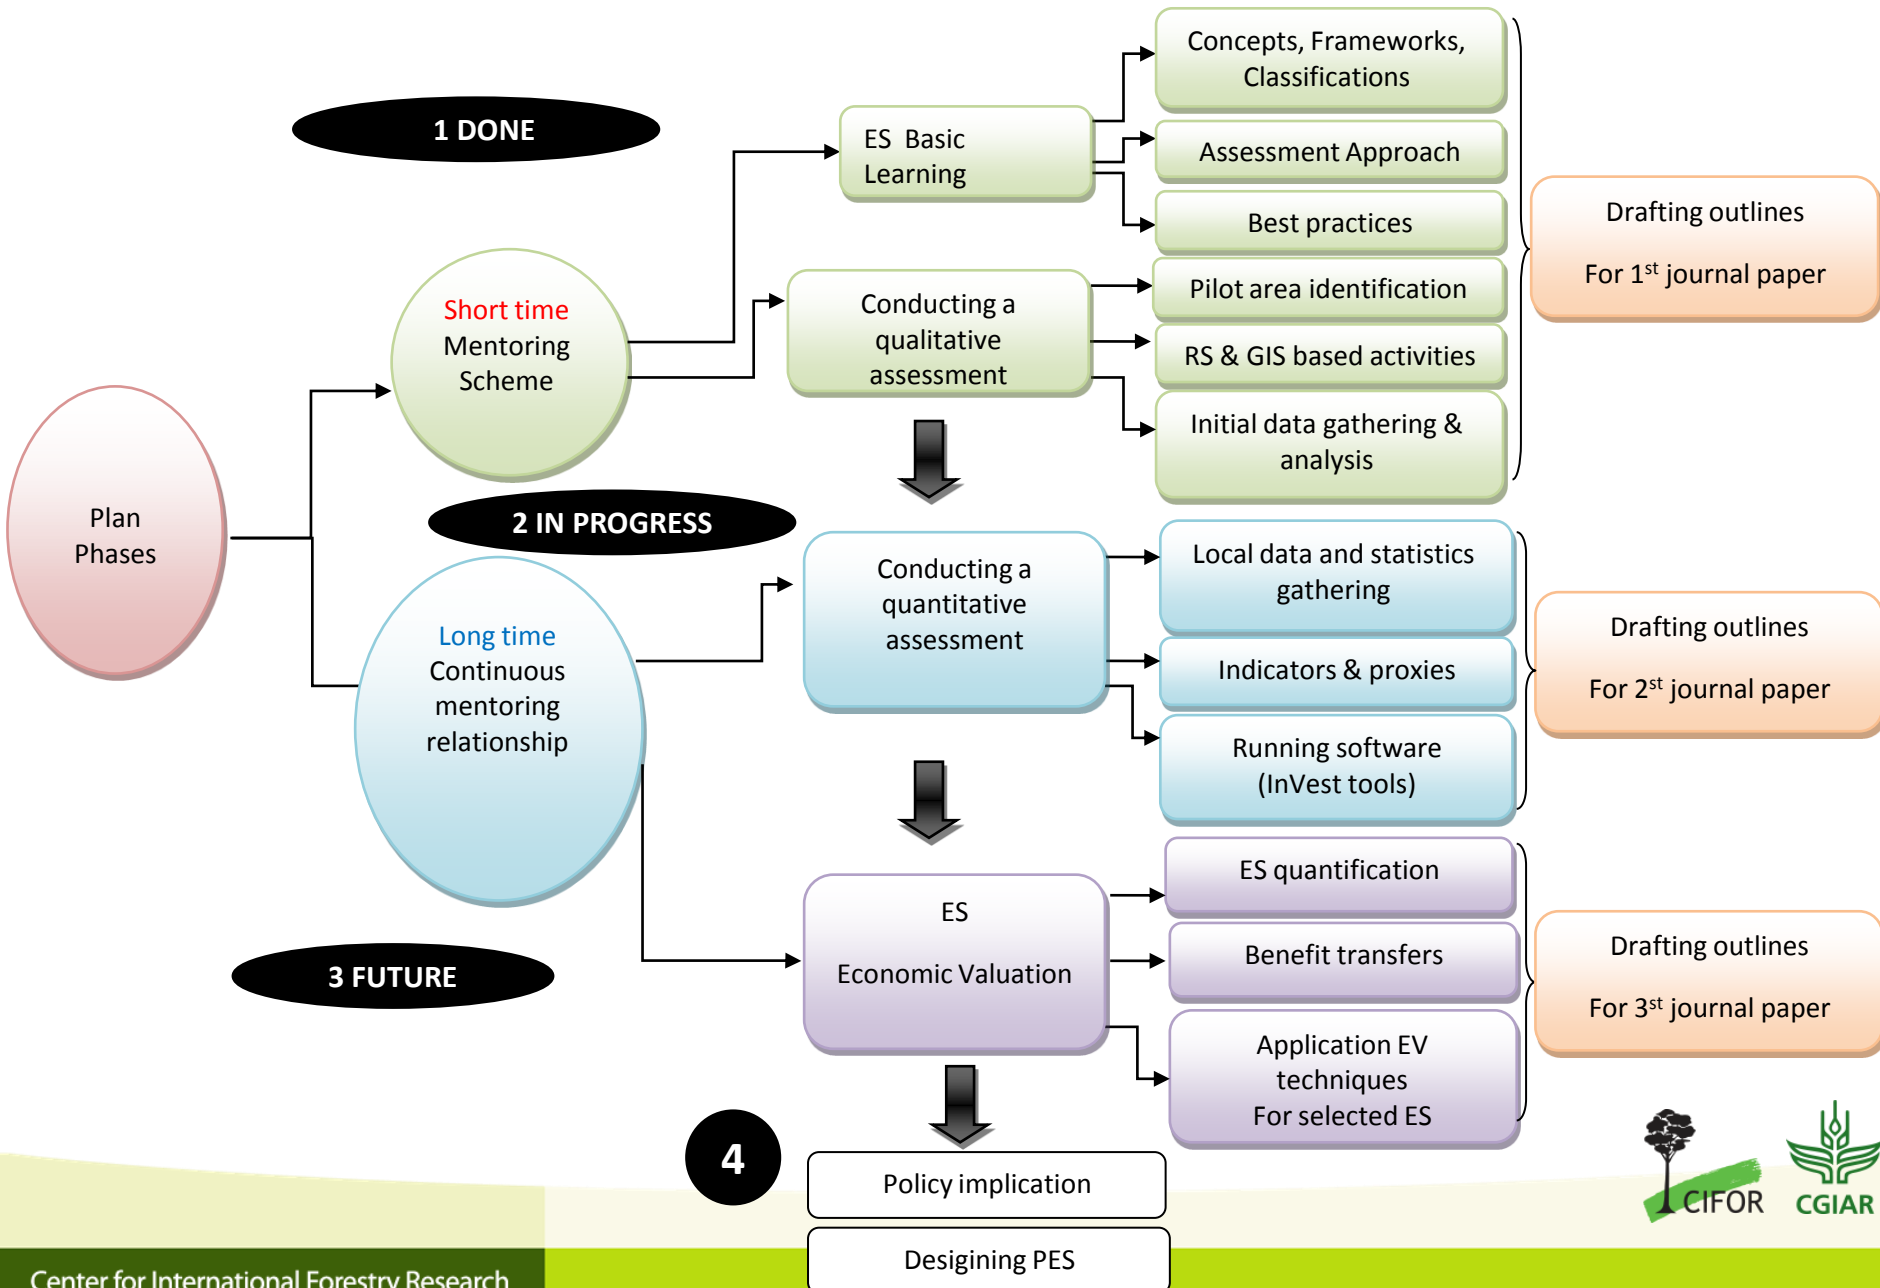 Plan
Phases
1 DONE
Short time
Mentoring
Scheme
ES Basic
Learning
Concepts, Frameworks,
Classifications
Assessment Approach
Best practices
Conducting a
qualitative
assessment
Pilot area identification
RS & GIS based activities
Initial data gathering &
analysis
Drafting outlines
For 1st journal paper
2 IN PROGRESS
Long time
Continuous
mentoring
relationship
Conducting a
quantitative
assessment
Local data and statistics
gathering
Indicators & proxies
Running software
(InVest tools)
Drafting outlines
For 2st journal paper
3 FUTURE
ES
Economic Valuation
ES quantification
Benefit transfers
Application EV
techniques
For selected ES
Drafting outlines
For 3st journal paper
4
Policy implication
Desigining PES
CIFOR
CGIAR
Center for International Forestry Research